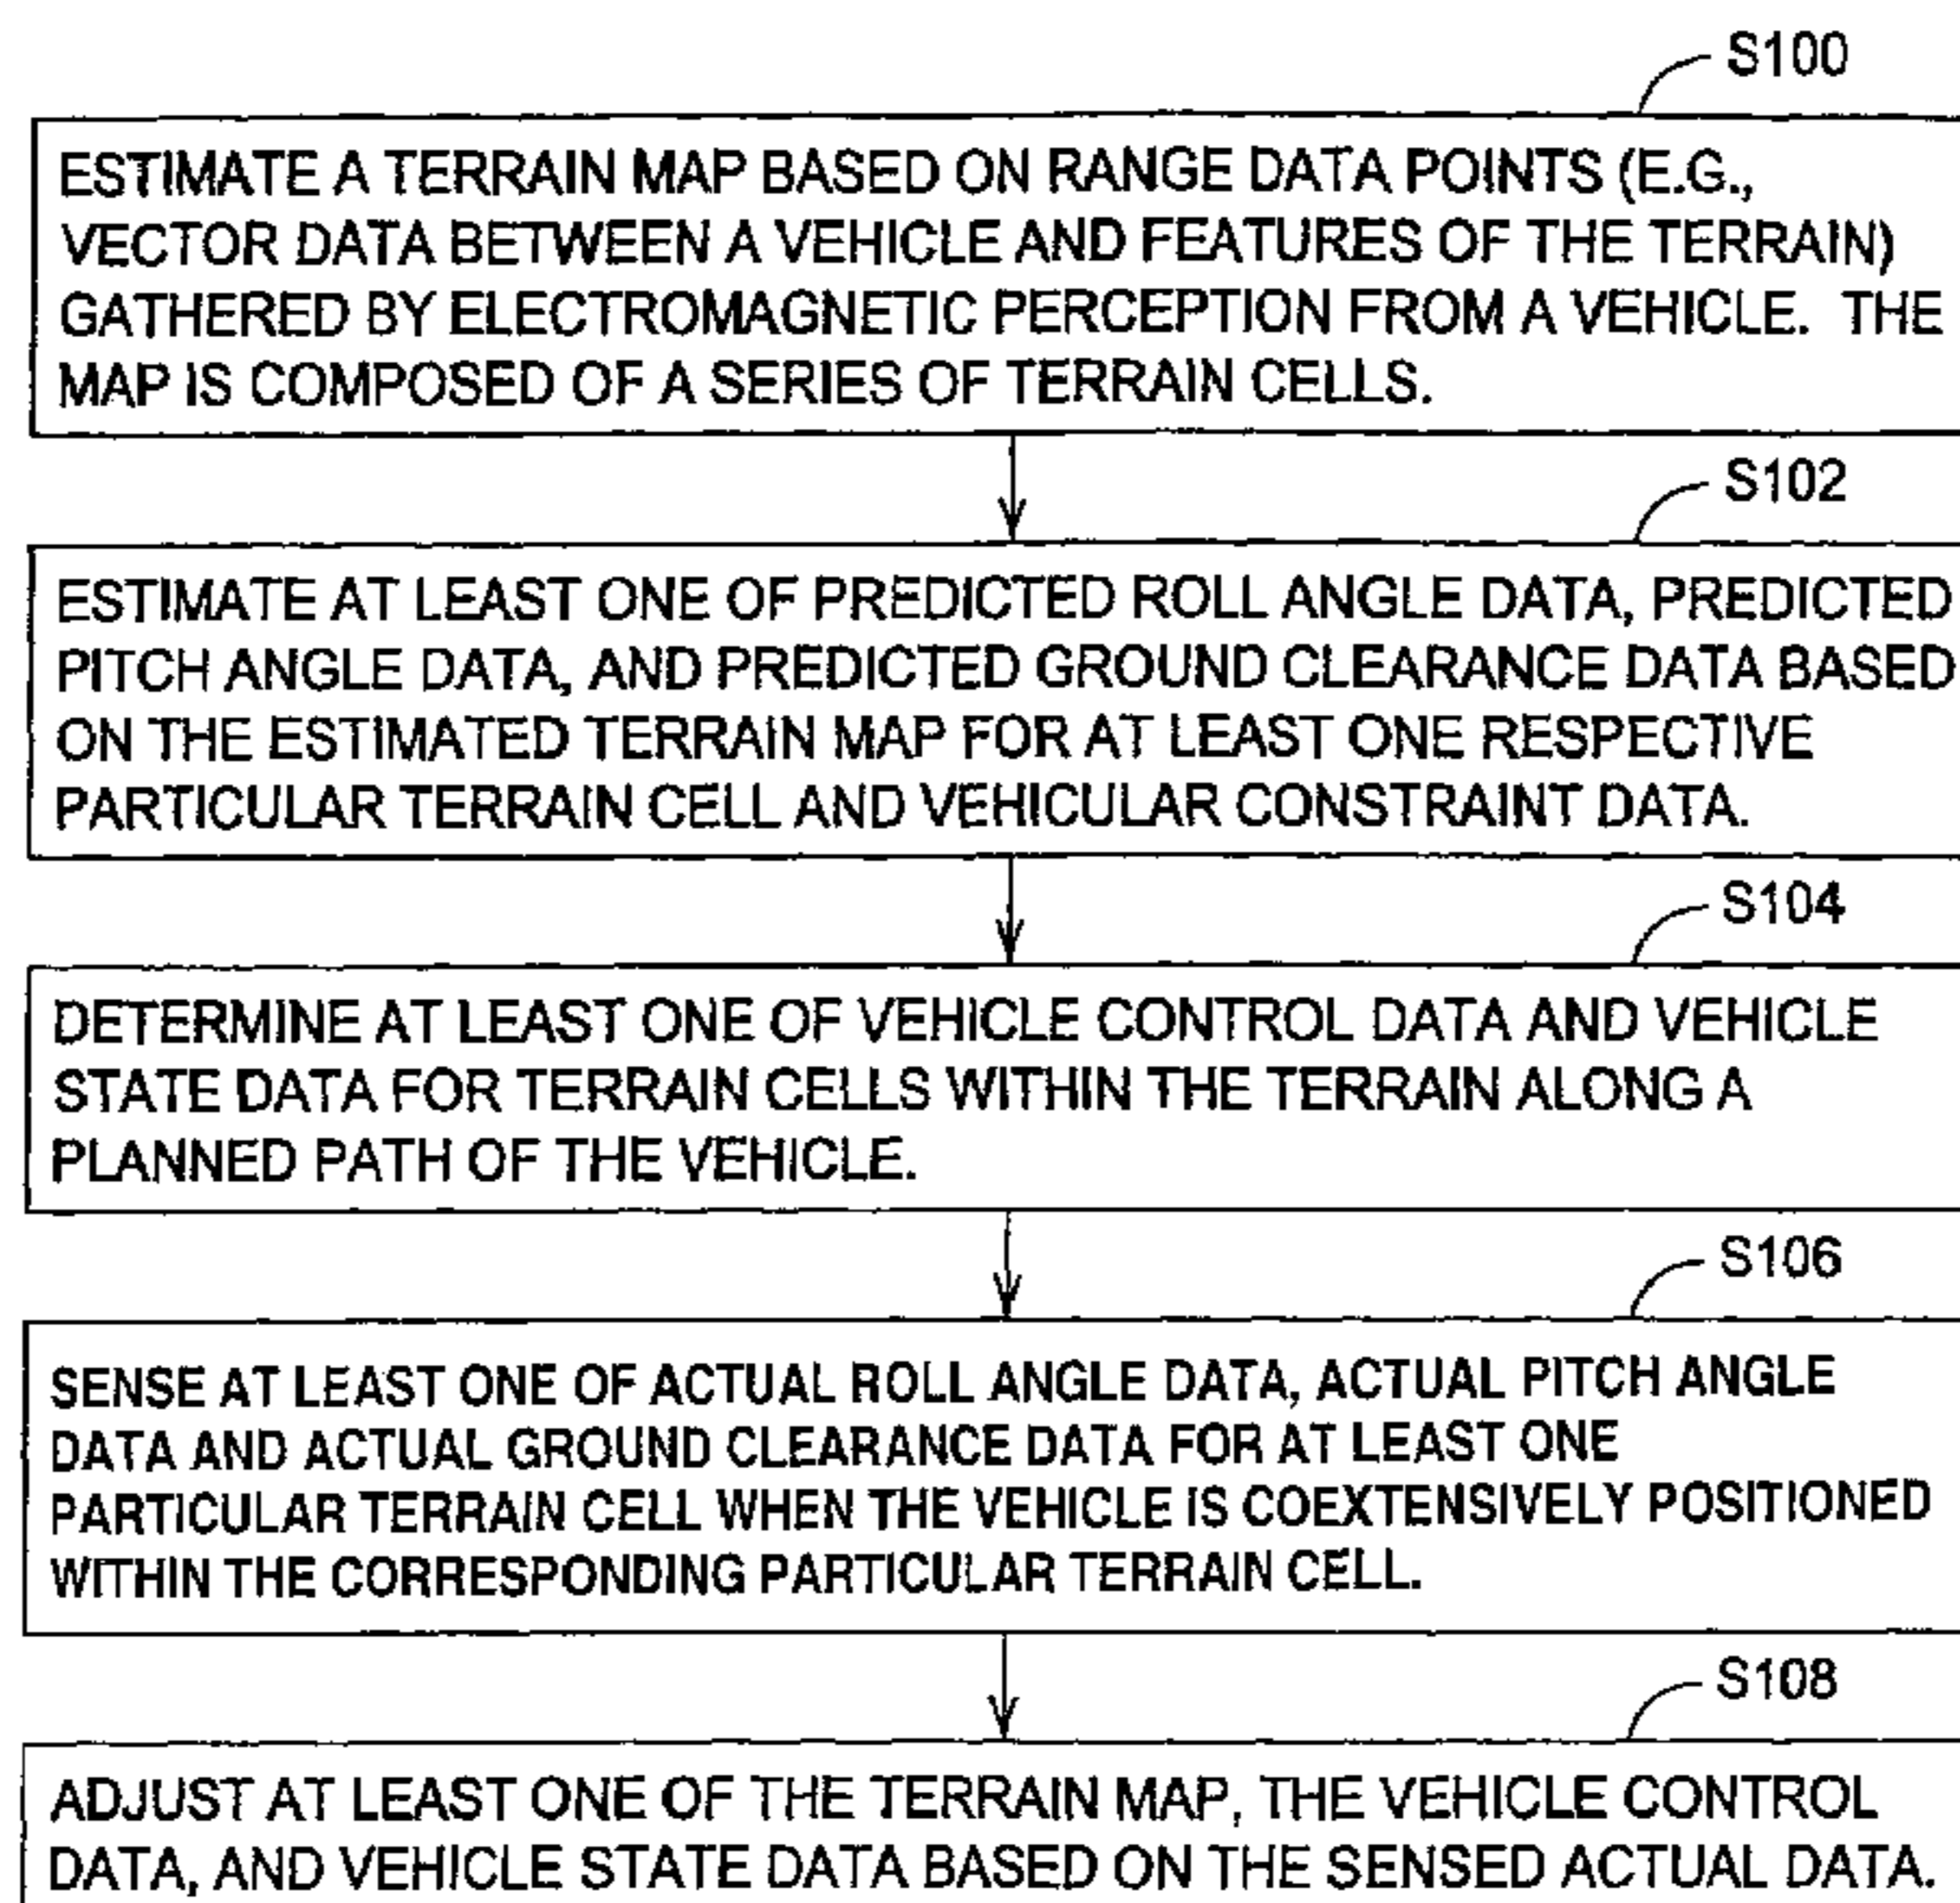 S100
ESTIMATE A TERRAIN MAP BASED ON RANGE DATA POINTS (E.G.,
VECTOR DATA BETWEEN A VEHICLE AND FEATURES OF THE TERRAIN)
GATHERED BY ELECTROMAGNETIC PERCEPTION FROM A VEHICLE. THE
MAP IS COMPOSED OF A SERIES OF TERRAIN CELLS.
S102
ESTIMATE AT LEAST ONE OF PREDICTED ROLL ANGLE DATA, PREDICTED
PITCH ANGLE DATA, AND PREDICTED GROUND CLEARANCE DATA BASED
ON THE ESTIMATED TERRAIN MAP FOR AT LEAST ONE RESPECTIVE
PARTICULAR TERRAIN CELL AND VEHICULAR CONSTRAINT DATA.
S104
DETERMINE AT LEAST ONE OF VEHICLE CONTROL DATA AND VEHICLE
STATE DATA FOR TERRAIN CELLS WITHIN THE TERRAIN ALONG A
PLANNED PATH OF THE VEHICLE.
S106
SENSE AT LEAST ONE OF ACTUAL ROLL ANGLE DATA, ACTUAL PITCH ANGLE
DATA AND ACTUAL GROUND CLEARANCE DATA FOR AT LEAST ONE
PARTICULAR TERRAIN CELL WHEN THE VEHICLE IS COEXTENSIVELY POSITIONED
WITHIN THE CORRESPONDING PARTICULAR TERRAIN CELL.
S108
ADJUST AT LEAST ONE OF THE TERRAIN MAP, THE VEHICLE CONTROL
DATA, AND VEHICLE STATE DATA BASED ON THE SENSED ACTUAL DATA.